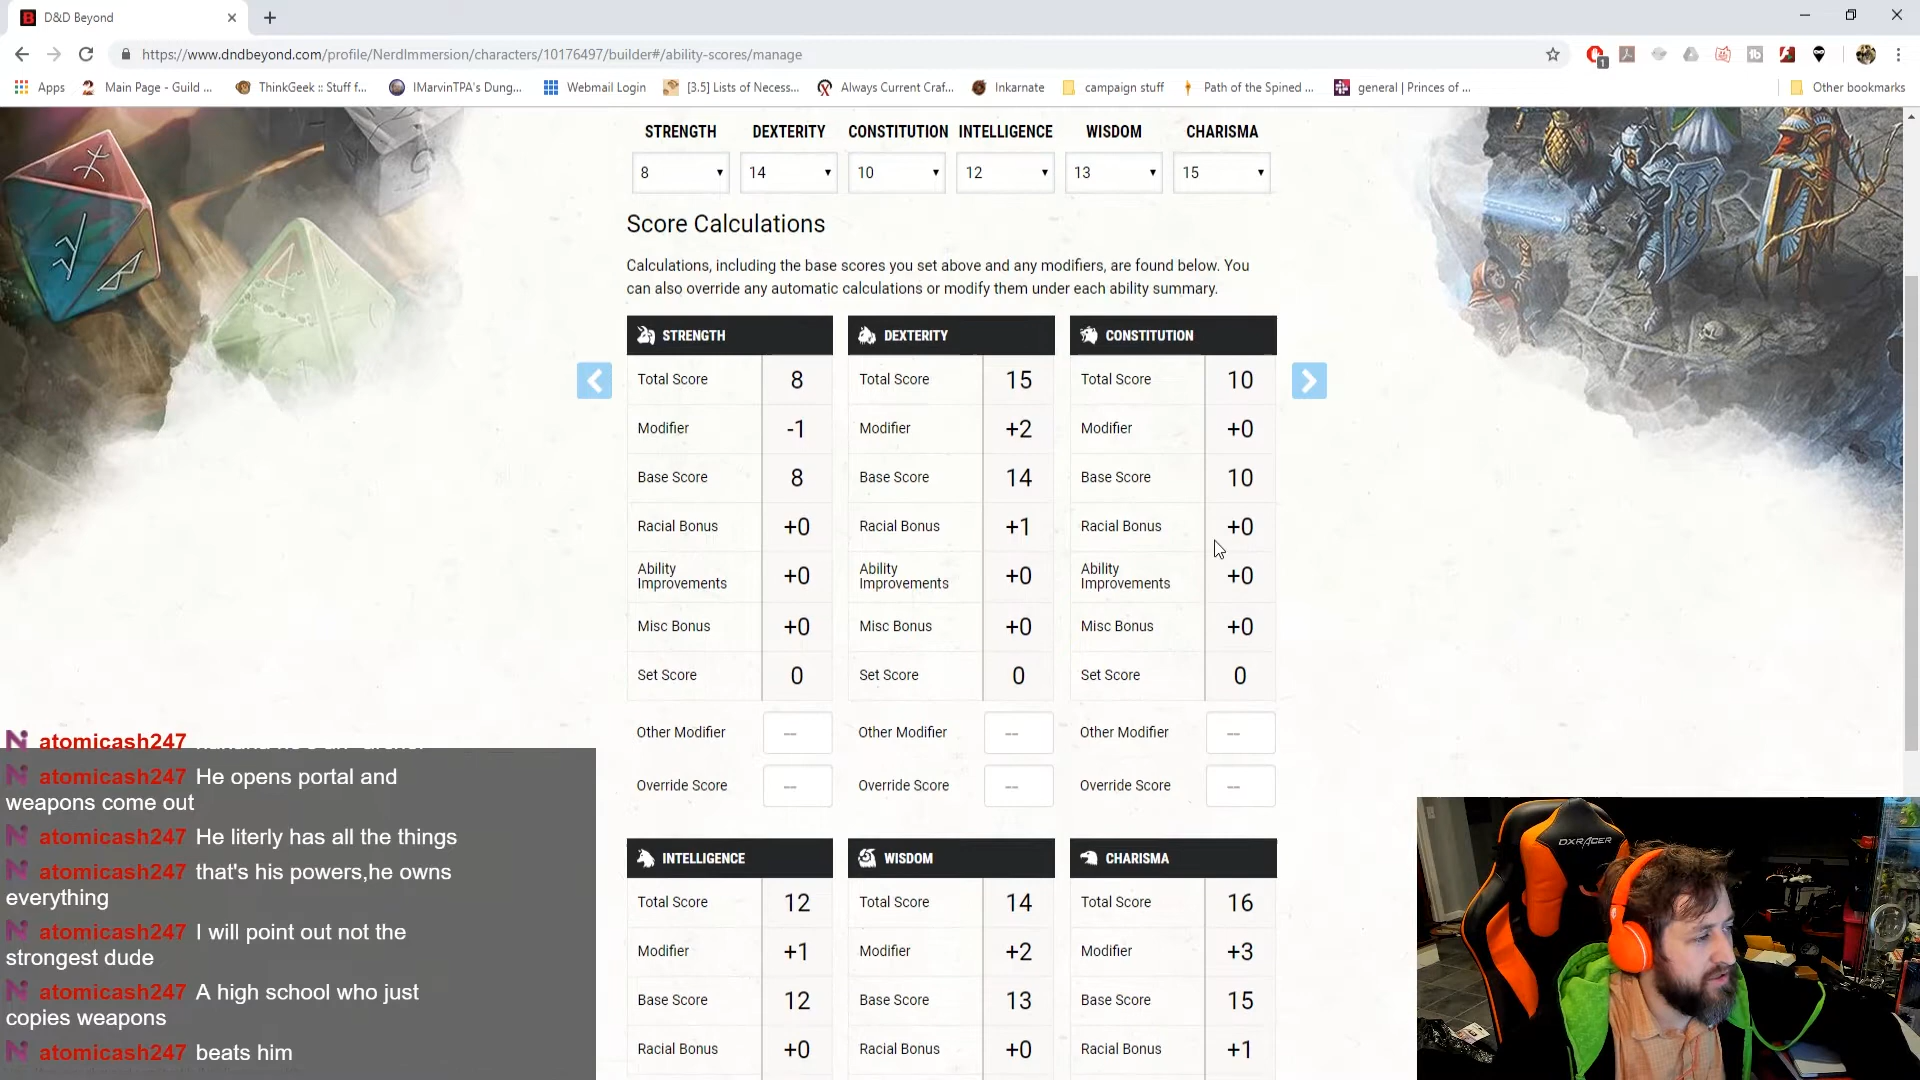 D&D Beyond
https://www.dndbeyond.com/profile/NerdImmersion/characters/10176497/builder#/ability-scores/manage
1
Apps Main Page - Guild ... ThinkGeek :: Stuff f... IMarvinTPA's Dung... Webmail Login [3.5] Lists of Necess... Always Current Craf... Inkarnate campaign stuff Path of the Spined ... general | Princes of ... Other bookmarks
STRENGTH DEXTERITY CONSTITUTION INTELLIGENCE WISDOM CHARISMA
8 14 10 12 13 15
Score Calculations
Calculations, including the base scores you set above and any modifiers, are found below. You
can also override any automatic calculations or modify them under each ability summary.
STRENGTH DEXTERITY CONSTITUTION
Total Score 8 Total Score 15 Total Score 10
Modifier -1 Modifier +2 Modifier +0
Base Score 8 Base Score 14 Base Score 10
Racial Bonus +0 Racial Bonus +1 Racial Bonus +0
Ability Improvements +0 Ability Improvements +0 Ability Improvements +0
Misc Bonus +0 Misc Bonus +0 Misc Bonus +0
Set Score 0 Set Score 0 Set Score 0
Other Modifier -- Other Modifier -- Other Modifier --
Override Score -- Override Score -- Override Score --
INTELLIGENCE WISDOM CHARISMA
Total Score 12 Total Score 14 Total Score 16
Modifier +1 Modifier +2 Modifier +3
Base Score 12 Base Score 13 Base Score 15
Racial Bonus +0 Racial Bonus +0 Racial Bonus +1
atomicash247
atomicash247 He opens portal and
weapons come out
atomicash247 He literly has all the things
atomicash247 that's his powers,he owns
everything
atomicash247 I will point out not the
strongest dude
atomicash247 A high school who just
copies weapons
atomicash247 beats him
DXRACER